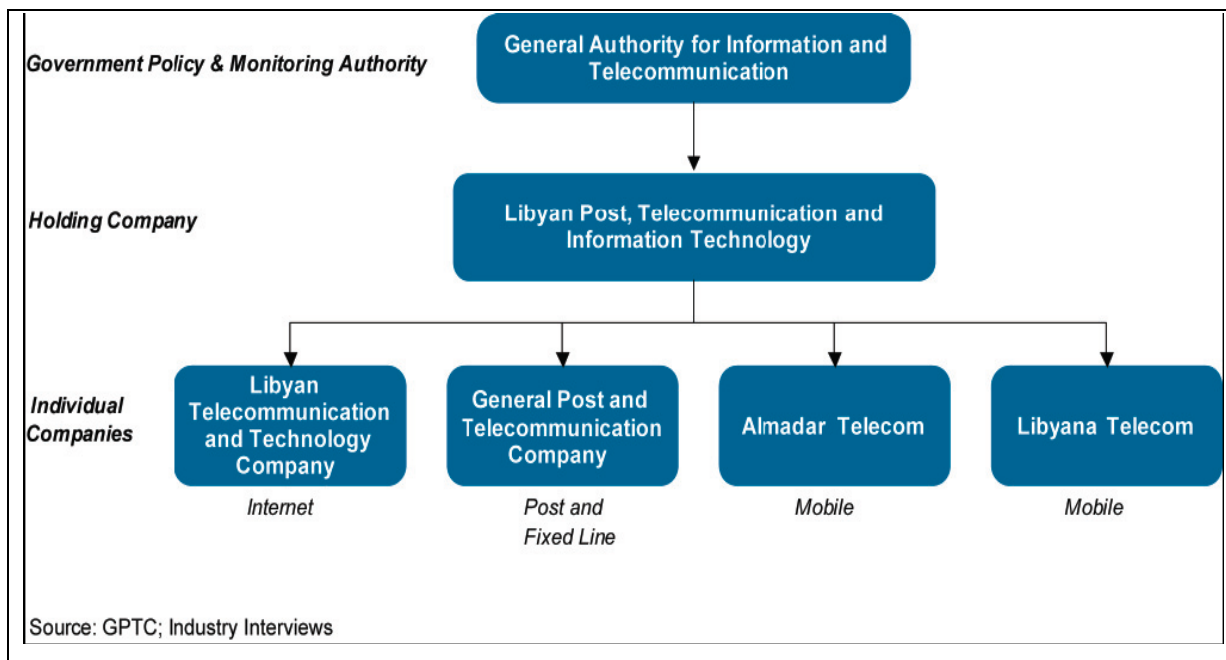 General Authority for Information and
Telecommunication
Government Policy & Monitoring Authority
Libyan Post, Telecommunication and
Information Technology
Holding Company
Individual
Companies
Libyan
Telecommunication
and Technology
Company
General Post and
Telecommunication
Company
Almadar Telecom
Libyana Telecom
Internet
Post and
Fixed Line
Mobile
Mobile
Source: GPTC; Industry Interviews